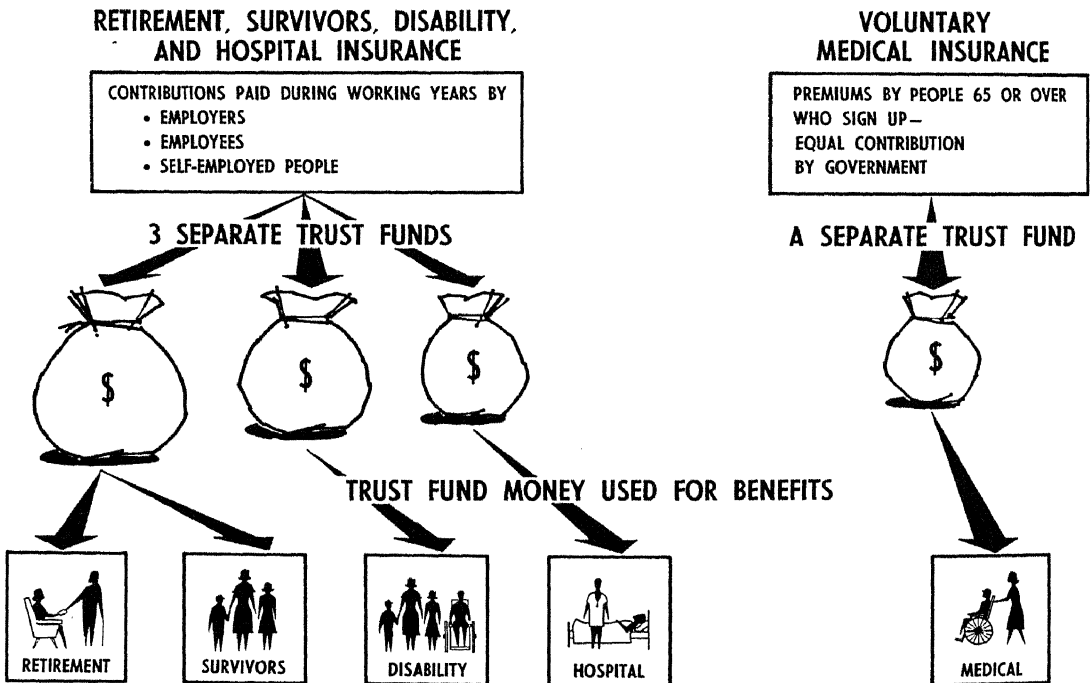 RETIREMENT, SURVIVORS, DISABILITY,
AND HOSPITAL INSURANCE
CONTRIBUTIONS PAID DURING WORKING YEARS BY
• EMPLOYERS
• EMPLOYEES
• SELF-EMPLOYED PEOPLE
3 SEPARATE TRUST FUNDS
$
$
$
VOLUNTARY
MEDICAL INSURANCE
PREMIUMS BY PEOPLE 65 OR OVER
WHO SIGN UP—
EQUAL CONTRIBUTION
BY GOVERNMENT
A SEPARATE TRUST FUND
$
TRUST FUND MONEY USED FOR BENEFITS
RETIREMENT
SURVIVORS
DISABILITY
HOSPITAL
MEDICAL